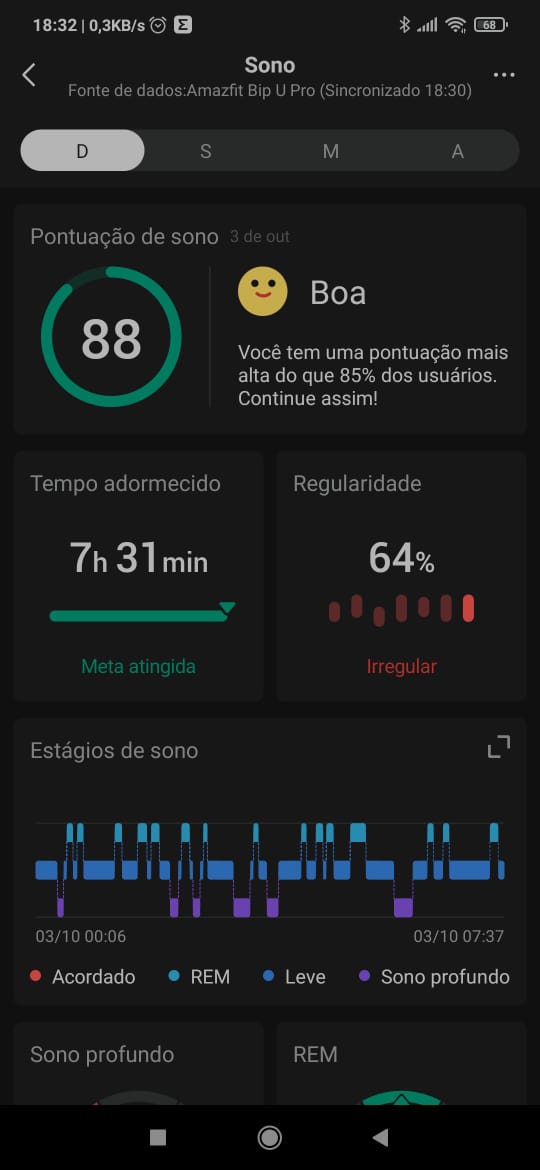 18:32 | 0,3KB/s
68
Sono
Fonte de dados:Amazfit Bip U Pro (Sincronizado 18:30)
D S M A
Pontuação de sono 3 de out
88
Boa
Você tem uma pontuação mais
alta do que 85% dos usuários.
Continue assim!
Tempo adormecido
7h 31min
Meta atingida
Regularidade
64%
Irregular
Estágios de sono
03/10 00:06
03/10 07:37
Acordado REM Leve Sono profundo
Sono profundo
REM